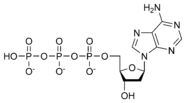 NH₂
N
N
N
N
O O O
HO-P-O-P-O-P-O
O⁻ O⁻ O⁻
O
OH